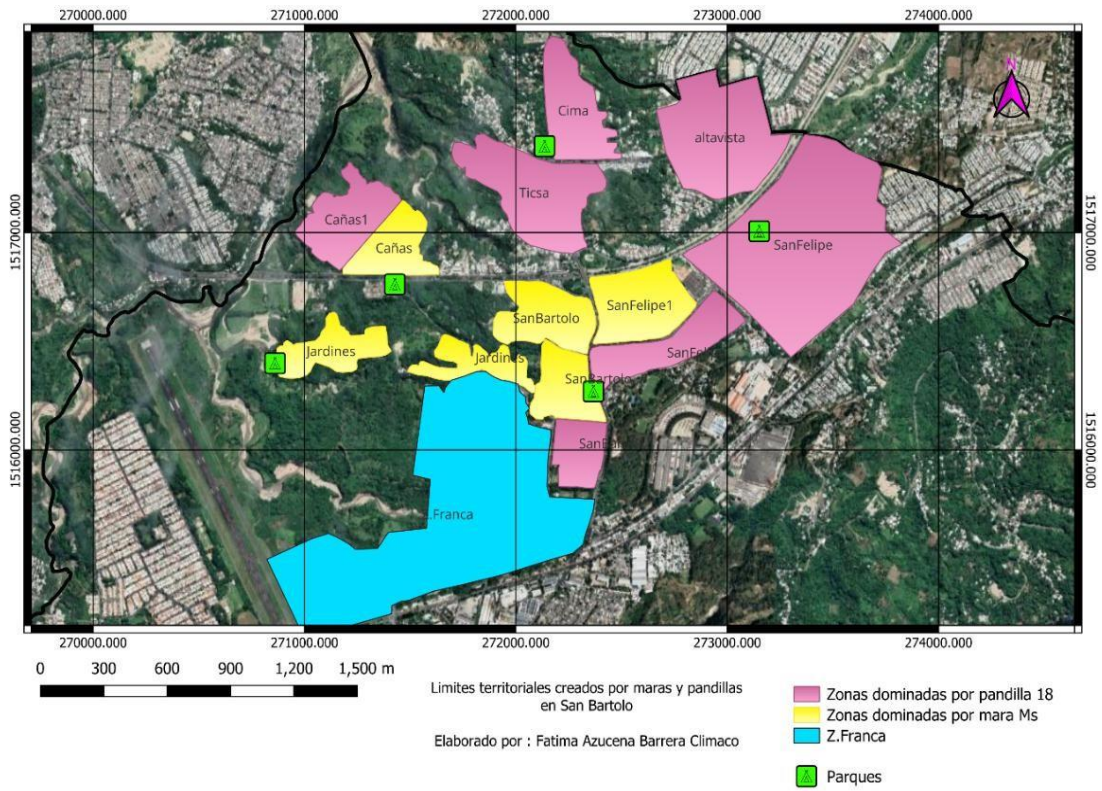 270000.000 271000.000 272000.000 273000.000 274000.000
N
Cima
altavista
Ticsa
Cañas1
1517000.000
1517000.000
SanFelipe
Cañas
SanFelipe1
SanBartolo
Jardines
Jardines
SanFeli
SanBartolo
SanBar
1516000.000
1516000.000
Z.Franca
270000.000 271000.000 272000.000 273000.000 274000.000
0 300 600 900 1,200 1,500 m
Limites territoriales creados por maras y pandillas
en San Bartolo
Elaborado por : Fatima Azucena Barrera Climaco
Zonas dominadas por pandilla 18
Zonas dominadas por mara Ms
Z.Franca
Parques